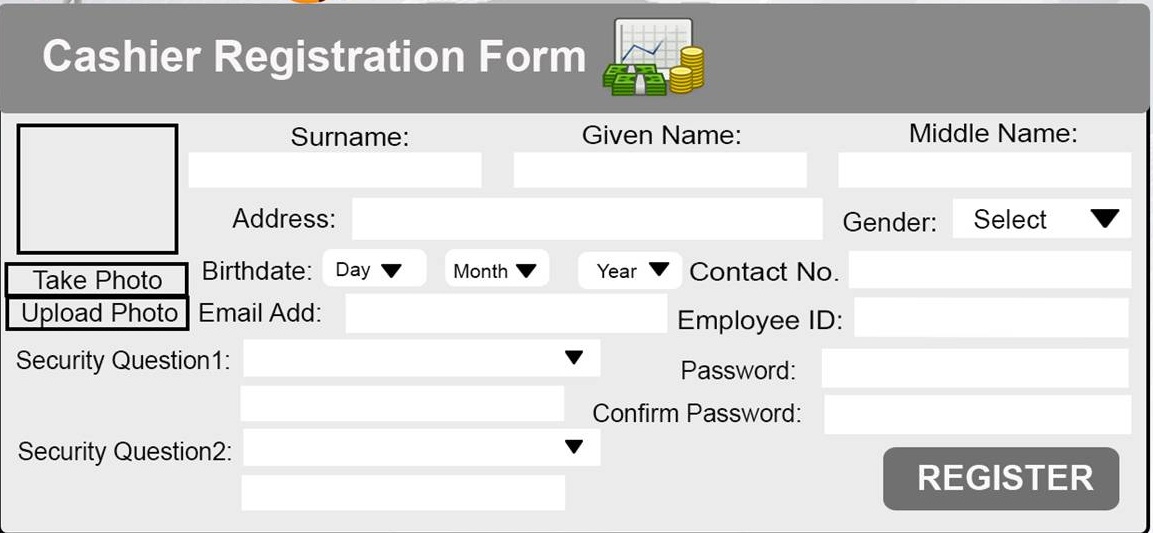 Cashier Registration Form
Surname: Given Name: Middle Name:
Address: Gender: Select
Take Photo
Upload Photo
Birthdate: Day Month Year Contact No.
Email Add: Employee ID:
Security Question1: Password:
Confirm Password:
Security Question2:
REGISTER